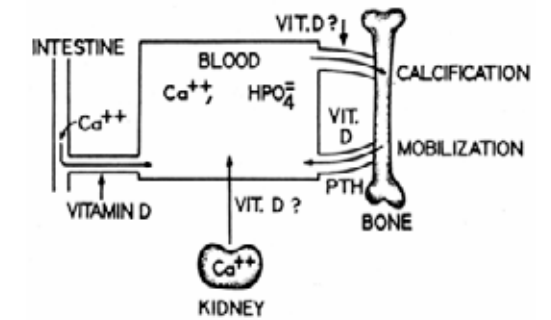 VIT.D?
INTESTINE
BLOOD
Ca++, HPO4=
CALCIFICATION
Ca++
VIT.
D
MOBILIZATION
PTH
VITAMIN D
VIT. D ?
BONE
Ca++
KIDNEY